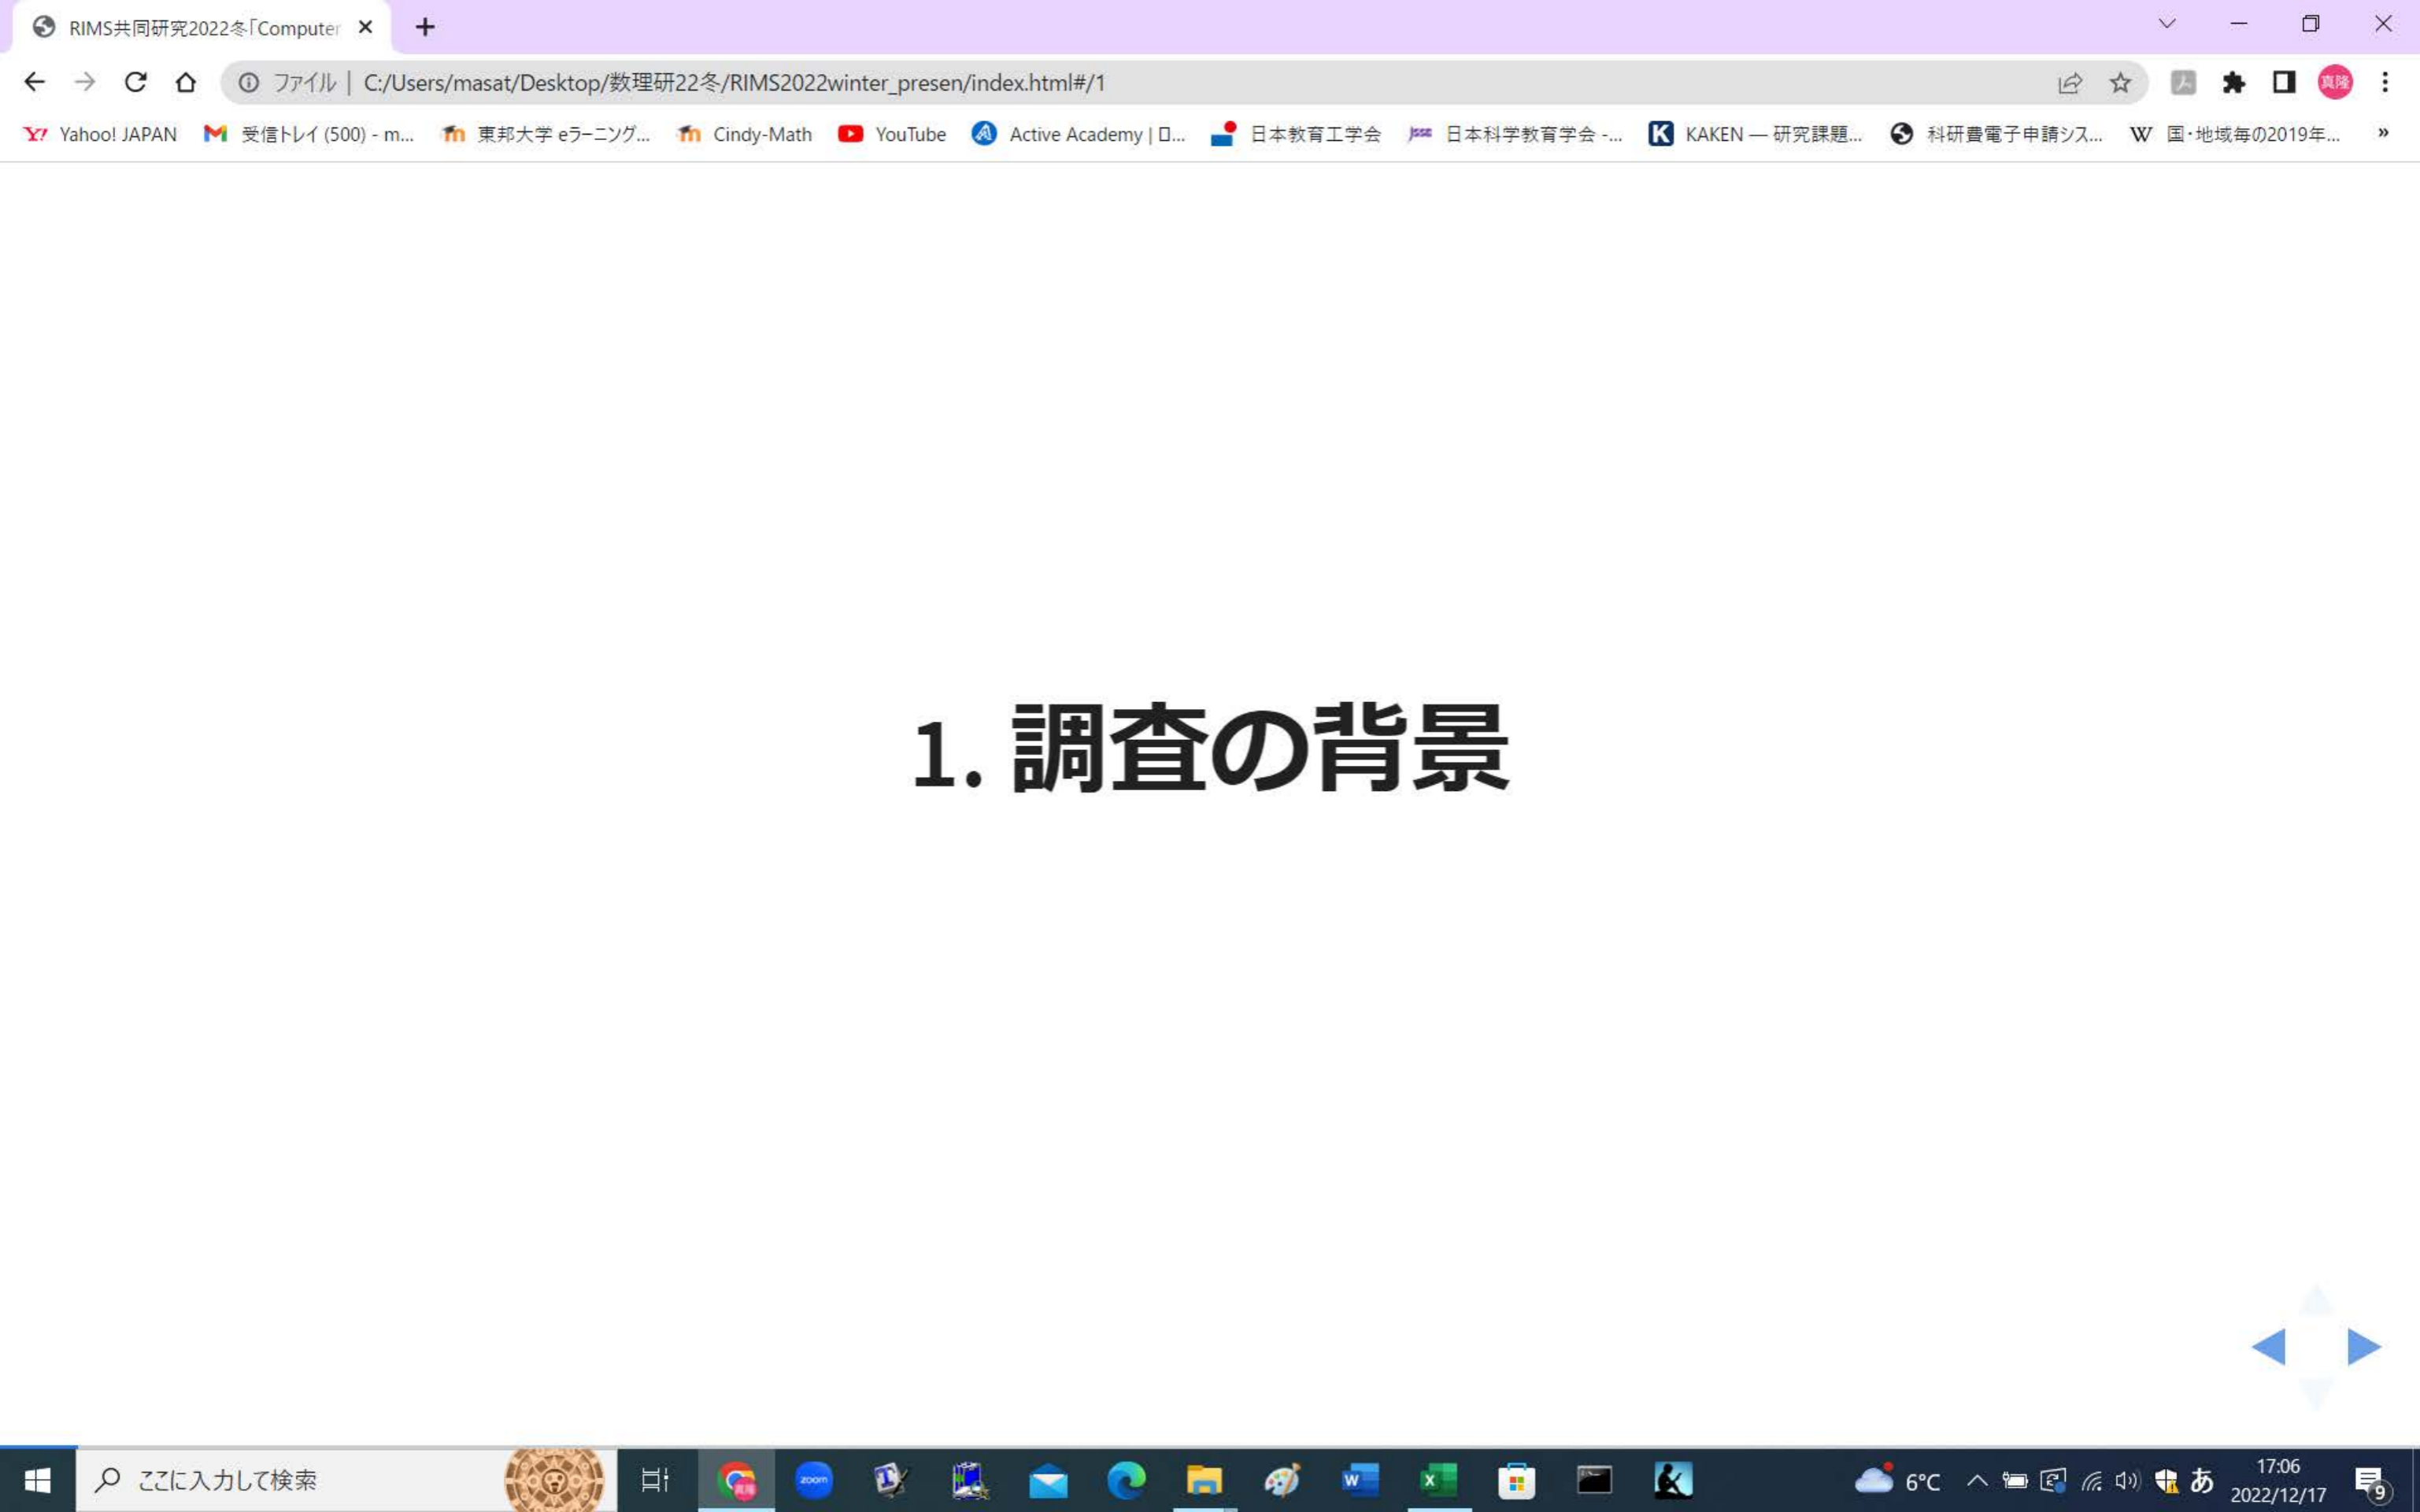 RIMS共同研究2022冬「Computer
ファイル | C:/Users/masat/Desktop/数理研22冬/RIMS2022winter_presen/index.html#/1
真隆
Yahoo! JAPAN 受信トレイ (500) - m... 東邦大学 eラーニング... Cindy-Math YouTube Active Academy | ロ... 日本教育工学会 日本科学教育学会 -... KAKEN — 研究課題... 科研費電子申請シス... 国・地域毎の2019年... »
1. 調査の背景
ここに入力して検索
zoom
6°C
あ
17:06
2022/12/17
9